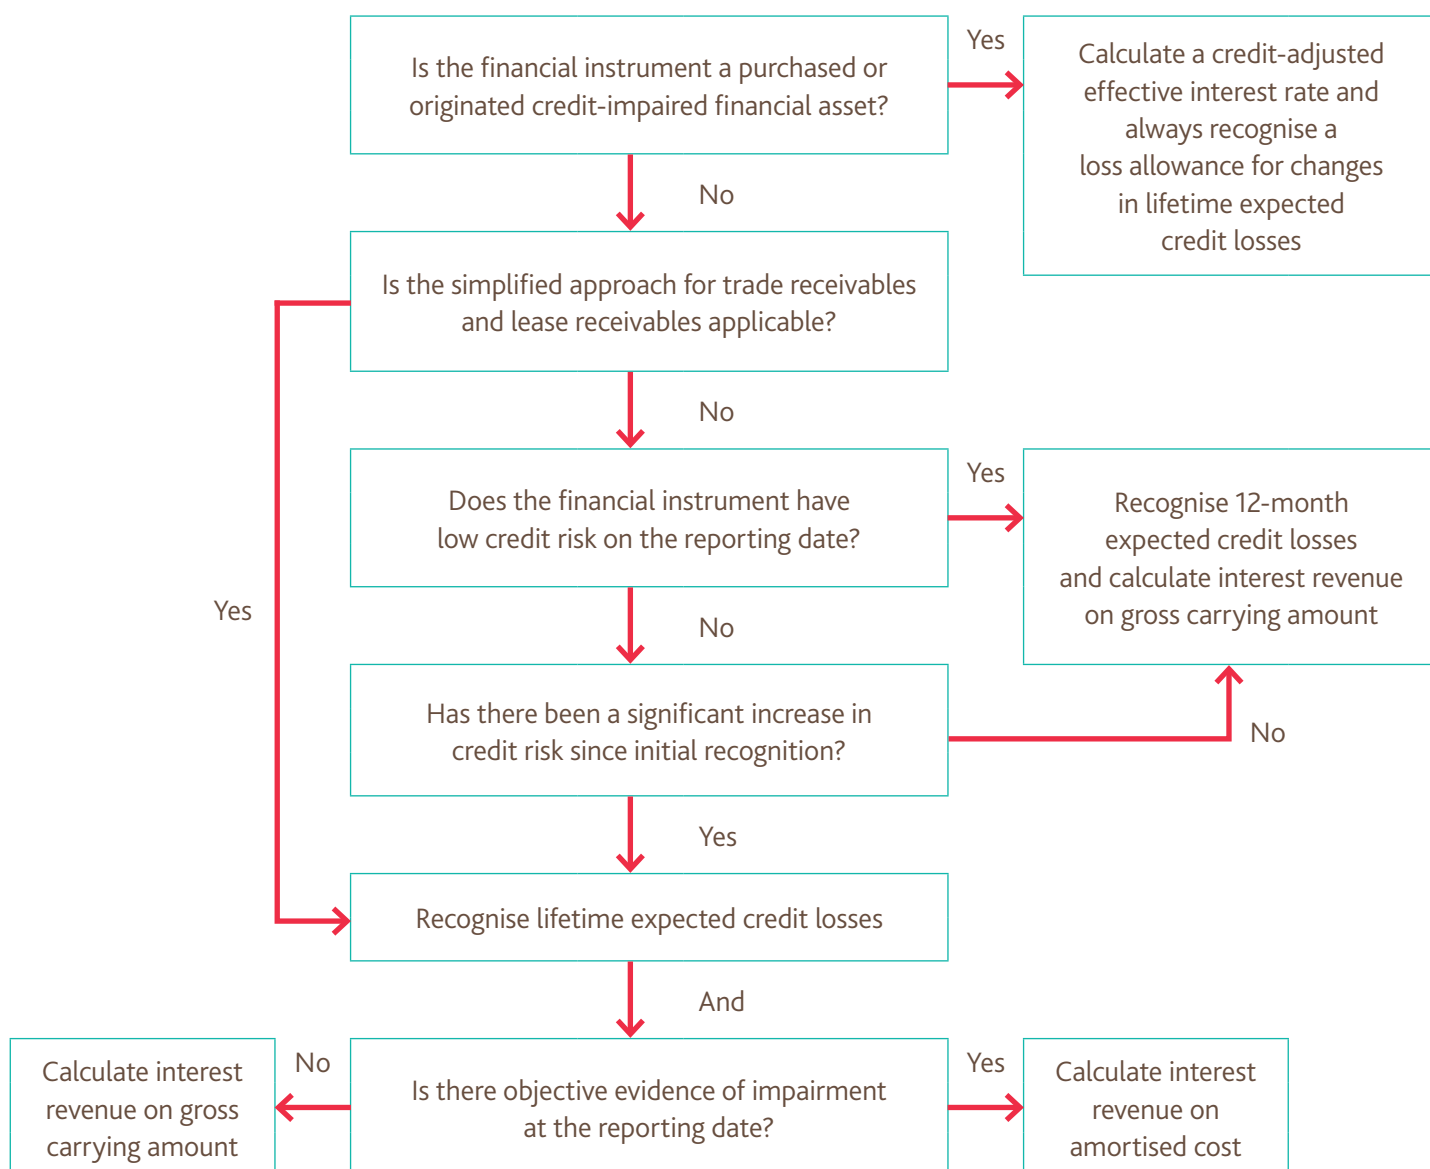 Is the financial instrument a purchased or
originated credit-impaired financial asset?
Yes
Calculate a credit-adjusted
effective interest rate and
always recognise a
loss allowance for changes
in lifetime expected
credit losses
No
Is the simplified approach for trade receivables
and lease receivables applicable?
No
Does the financial instrument have
low credit risk on the reporting date?
Yes
Recognise 12-month
expected credit losses
and calculate interest revenue
on gross carrying amount
Yes
No
Has there been a significant increase in
credit risk since initial recognition?
No
Yes
Recognise lifetime expected credit losses
And
Calculate interest
revenue on gross
carrying amount
No
Is there objective evidence of impairment
at the reporting date?
Yes
Calculate interest
revenue on
amortised cost